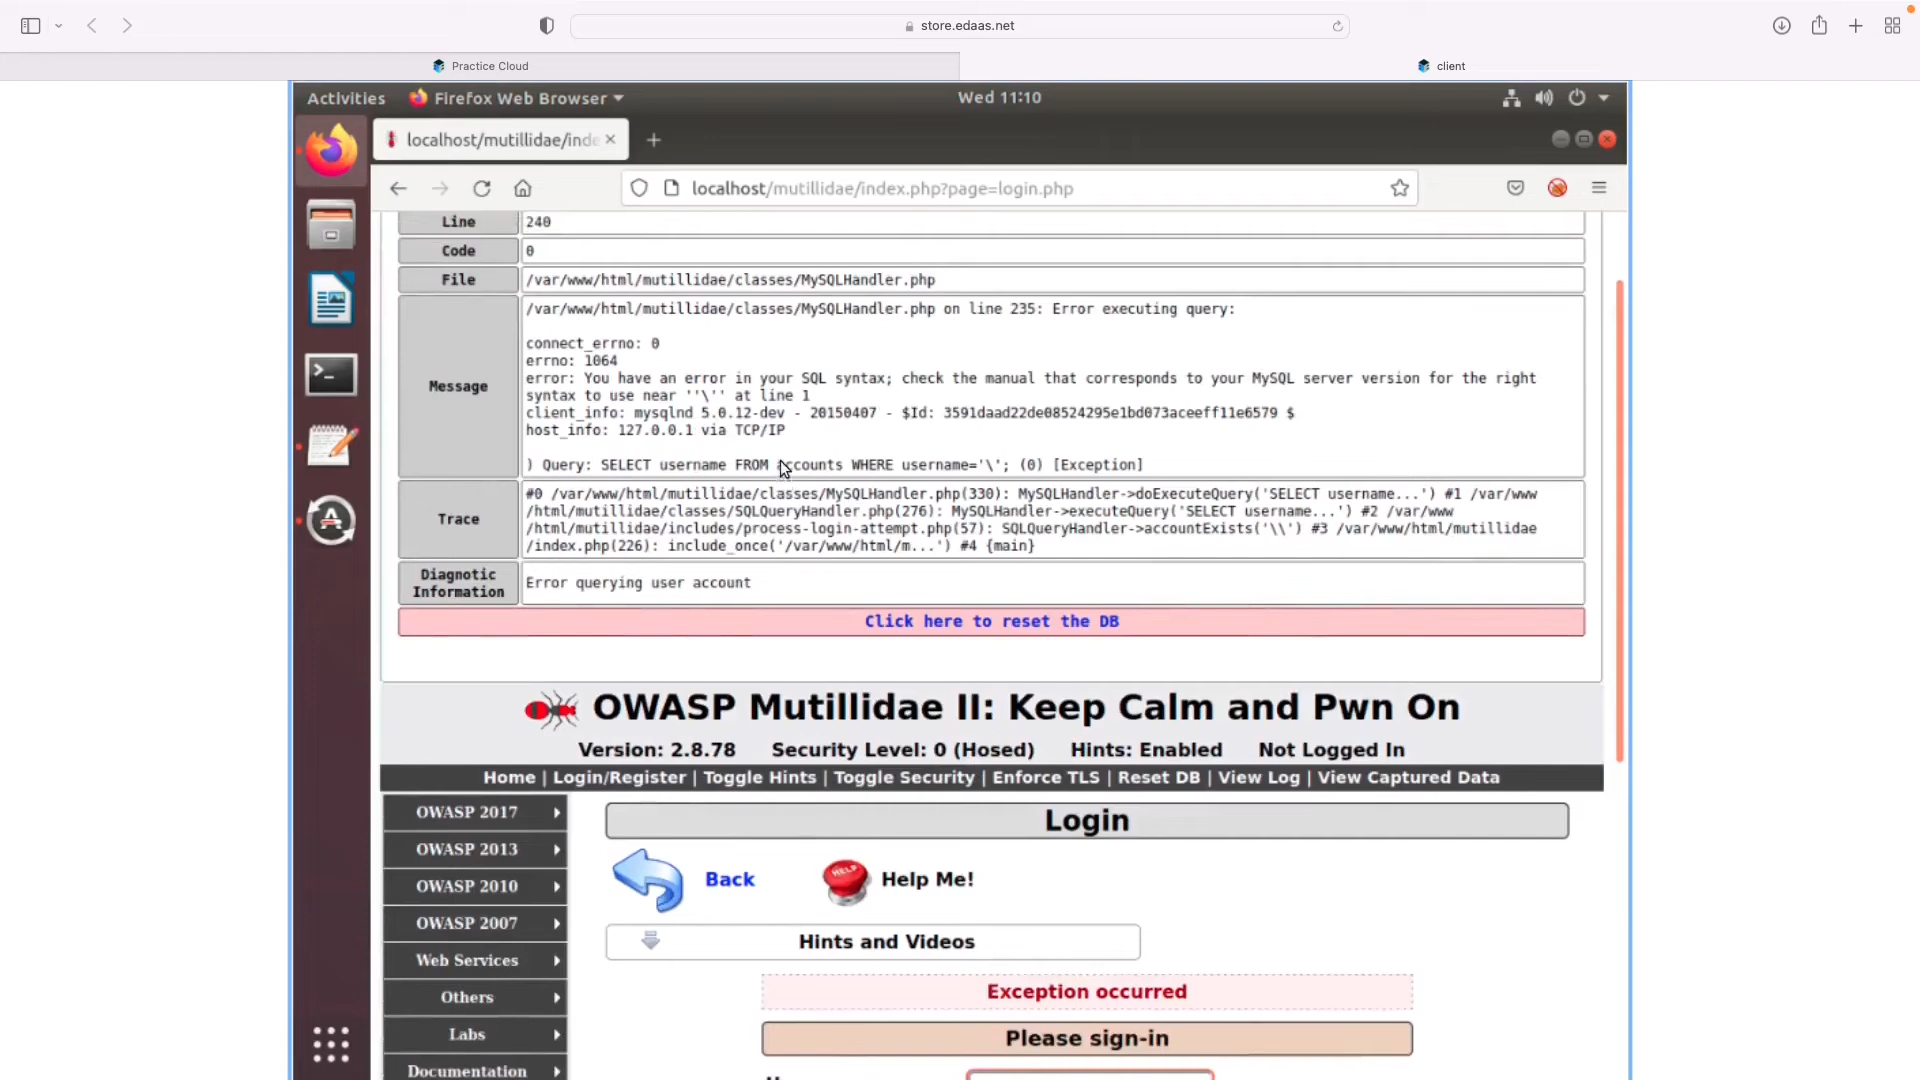 store.edaas.net
Practice Cloud
client
Activities
Firefox Web Browser
Wed 11:10
localhost/mutillidae/inde
localhost/mutillidae/index.php?page=login.php
Line
240
Code
0
File
/var/www/html/mutillidae/classes/MySQLHandler.php
Message
/var/www/html/mutillidae/classes/MySQLHandler.php on line 235: Error executing query:
connect_errno: 0
errno: 1064
error: You have an error in your SQL syntax; check the manual that corresponds to your MySQL server version for the right
syntax to use near ''\'' at line 1
client_info: mysqlnd 5.0.12-dev - 20150407 - $Id: 3591daad22de08524295e1bd073aceeff11e6579 $
host_info: 127.0.0.1 via TCP/IP
) Query: SELECT username FROM accounts WHERE username='\'; (0) [Exception]
Trace
#0 /var/www/html/mutillidae/classes/MySQLHandler.php(330): MySQLHandler->doExecuteQuery('SELECT username...') #1 /var/www
/html/mutillidae/classes/SQLQueryHandler.php(276): MySQLHandler->executeQuery('SELECT username...') #2 /var/www
/html/mutillidae/includes/process-login-attempt.php(57): SQLQueryHandler->accountExists('\\') #3 /var/www/html/mutillidae
/index.php(226): include_once('/var/www/html/m...') #4 {main}
Diagnostic
Information
Error querying user account
Click here to reset the DB
OWASP Mutillidae II: Keep Calm and Pwn On
Version: 2.8.78 Security Level: 0 (Hosed) Hints: Enabled Not Logged In
Home | Login/Register | Toggle Hints | Toggle Security | Enforce TLS | Reset DB | View Log | View Captured Data
OWASP 2017
OWASP 2013
OWASP 2010
OWASP 2007
Web Services
Others
Labs
Documentation
Login
Back
HELP
Help Me!
Hints and Videos
Exception occurred
Please sign-in